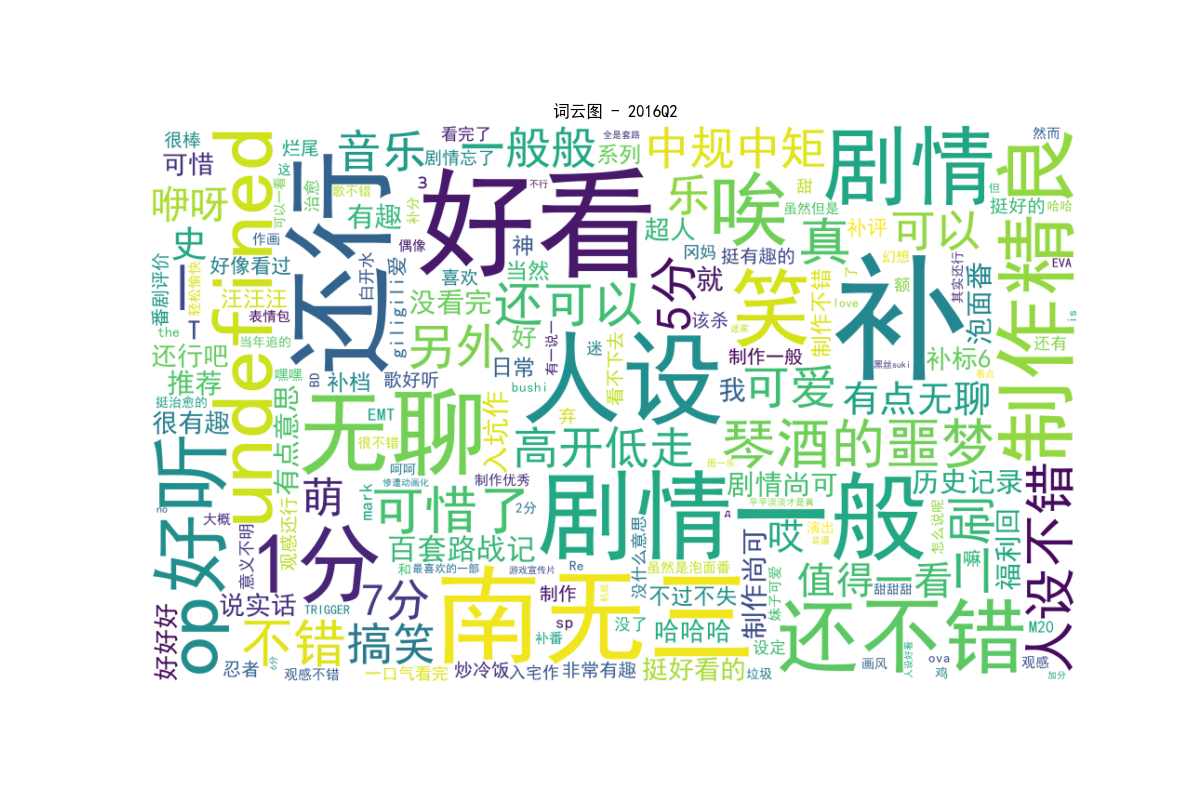 词云图 - 2016Q2
很棒
烂尾
音乐
看完了
全是套路
一般般
系列
中规中矩
剧情
然而
良
可惜
这
剧情忘了
undefined
还行
歌不错
3
好看
不行
乐
唉
甜
但
挺好的
哈哈
咿呀
可以一看
治愈
有趣
补分
虽然但是
超人
真
补评
可以
史
作画
偶像
神
冈妈
挺有趣的
幻想
EVA
番剧评价
轻松愉快
好像看过
白开水
爱
喜欢
当然
5分
就
笑
制作不错
了
补
额
其实还行
泡面番
制作精良
汪汪汪
表情包
giligili
没看完
还可以
love
is
the
T
一
当年追的
另外
好
有一说一
该杀
迷家
还有
还行吧
嘿嘿
BD
补档
歌好听
日常
迷
看不下去
制作一般
黑丝suki
补标6
看点
推荐
bushi
人设
我
可爱
有点无聊
挺治愈的
很有趣
有点意思
无聊
EMT
入坑作
弃
高开低走
琴酒的噩梦
很不错
图一乐
好听
呵呵
惨遭动画化
制作优秀
剧情一般
剧情尚可
历史记录
人设不错
no
大概
萌
mark
可惜了
2分
平平淡淡才是真
op
意义不明
观感还行
1分
百套路战记
没什么意思
哎
演出
怎么说呢
二刷
福利回
和
最喜欢的一部
游戏宣传片
Re
虽然是泡面番
制作尚可
妹子可爱
值得一看
甜甜甜
好好好
说实话
TRIGGER
7分
南无三
制作
不过不失
还不错
M20
不错
搞笑
sp
补番
没了
哈哈哈
设定
忍者
6分
观感不错
一口气看完
炒冷饭
入宅作
非常有趣
挺好看的
垃圾
画风
人设好看
ova
鸡
观感
加分